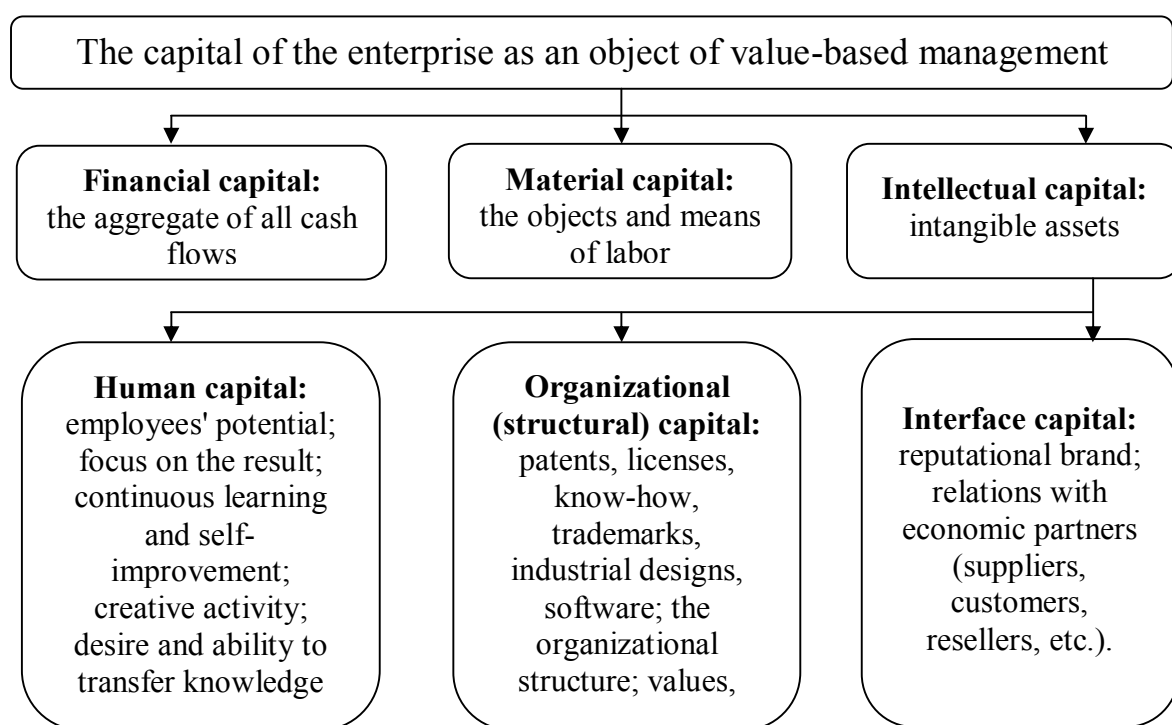 The capital of the enterprise as an object of value-based management
Financial capital:
the aggregate of all cash
flows
Material capital:
the objects and means
of labor
Intellectual capital:
intangible assets
Human capital:
employees' potential;
focus on the result;
continuous learning
and self-
improvement;
creative activity;
desire and ability to
transfer knowledge
Organizational
(structural) capital:
patents, licenses,
know-how,
trademarks,
industrial designs,
software; the
organizational
structure; values,
Interface capital:
reputational brand;
relations with
economic partners
(suppliers,
customers,
resellers, etc.).